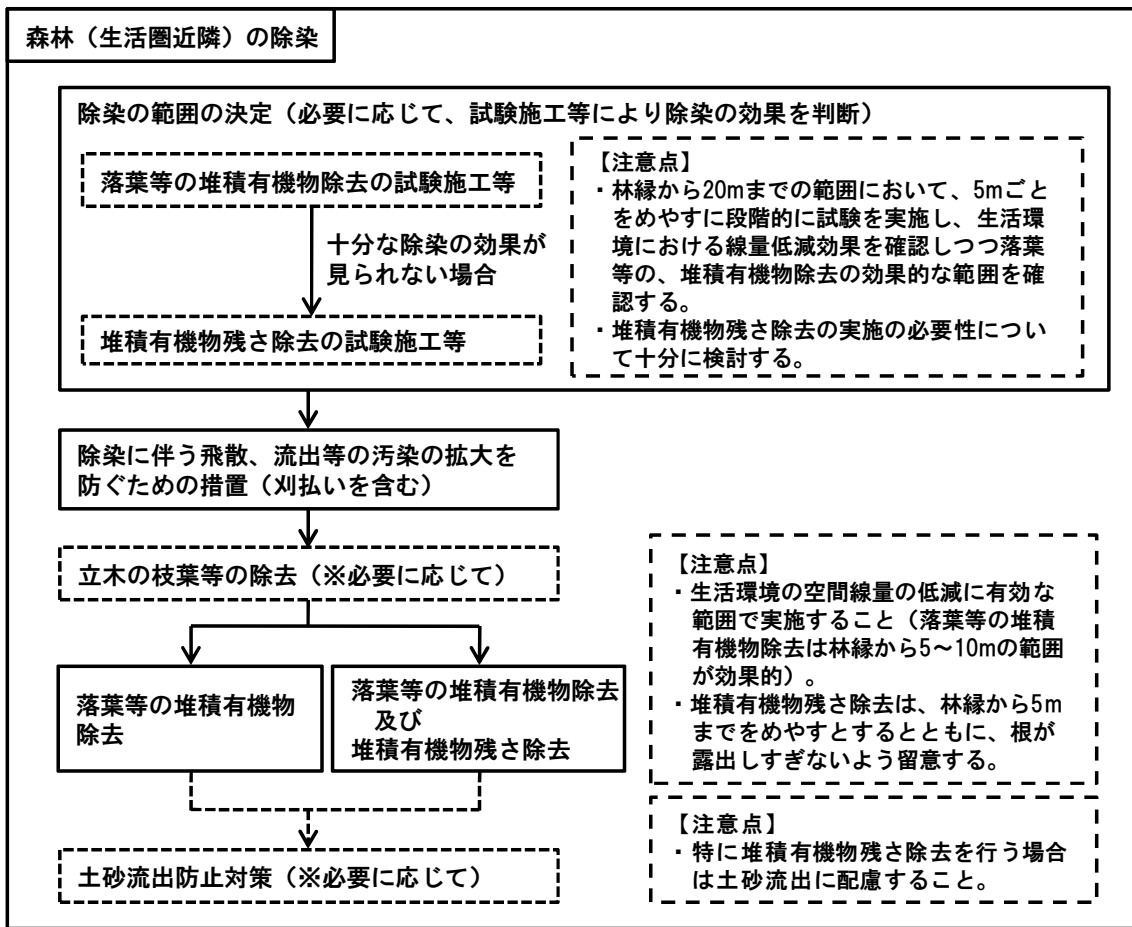 森林（生活圏近隣）の除染
除染の範囲の決定（必要に応じて、試験施工等により除染の効果を判断）
落葉等の堆積有機物除去の試験施工等
十分な除染の効果が
見られない場合
堆積有機物残さ除去の試験施工等
【注意点】
・林縁から20mまでの範囲において、5mごと
をめやすに段階的に試験を実施し、生活環
境における線量低減効果を確認しつつ落葉
等の、堆積有機物除去の効果的な範囲を確
認する。
・堆積有機物残さ除去の実施の必要性につい
て十分に検討する。
除染に伴う飛散、流出等の汚染の拡大を
防ぐための措置（刈払いを含む）
立木の枝葉等の除去（※必要に応じて）
落葉等の堆積有機物
除去
落葉等の堆積有機物除去
及び
堆積有機物残さ除去
【注意点】
・生活環境の空間線量の低減に有効な
範囲で実施すること（落葉等の堆積
有機物除去は林縁から5～10mの範囲
が効果的）。
・堆積有機物残さ除去は、林縁から5m
までをめやすとするとともに、根が
露出しすぎないよう留意する。
土砂流出防止対策（※必要に応じて）
【注意点】
・特に堆積有機物残さ除去を行う場合
は土砂流出に配慮すること。